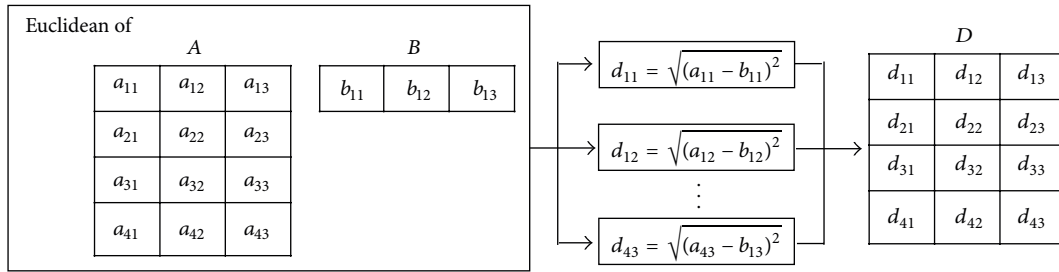 Euclidean of
A
a₁₁ a₁₂ a₁₃
a₂₁ a₂₂ a₂₃
a₃₁ a₃₂ a₃₃
a₄₁ a₄₂ a₄₃
B
b₁₁ b₁₂ b₁₃
d₁₁ = √(a₁₁ − b₁₁)²
d₁₂ = √(a₁₂ − b₁₂)²
⋮
d₄₃ = √(a₄₃ − b₁₃)²
D
d₁₁ d₁₂ d₁₃
d₂₁ d₂₂ d₂₃
d₃₁ d₃₂ d₃₃
d₄₁ d₄₂ d₄₃